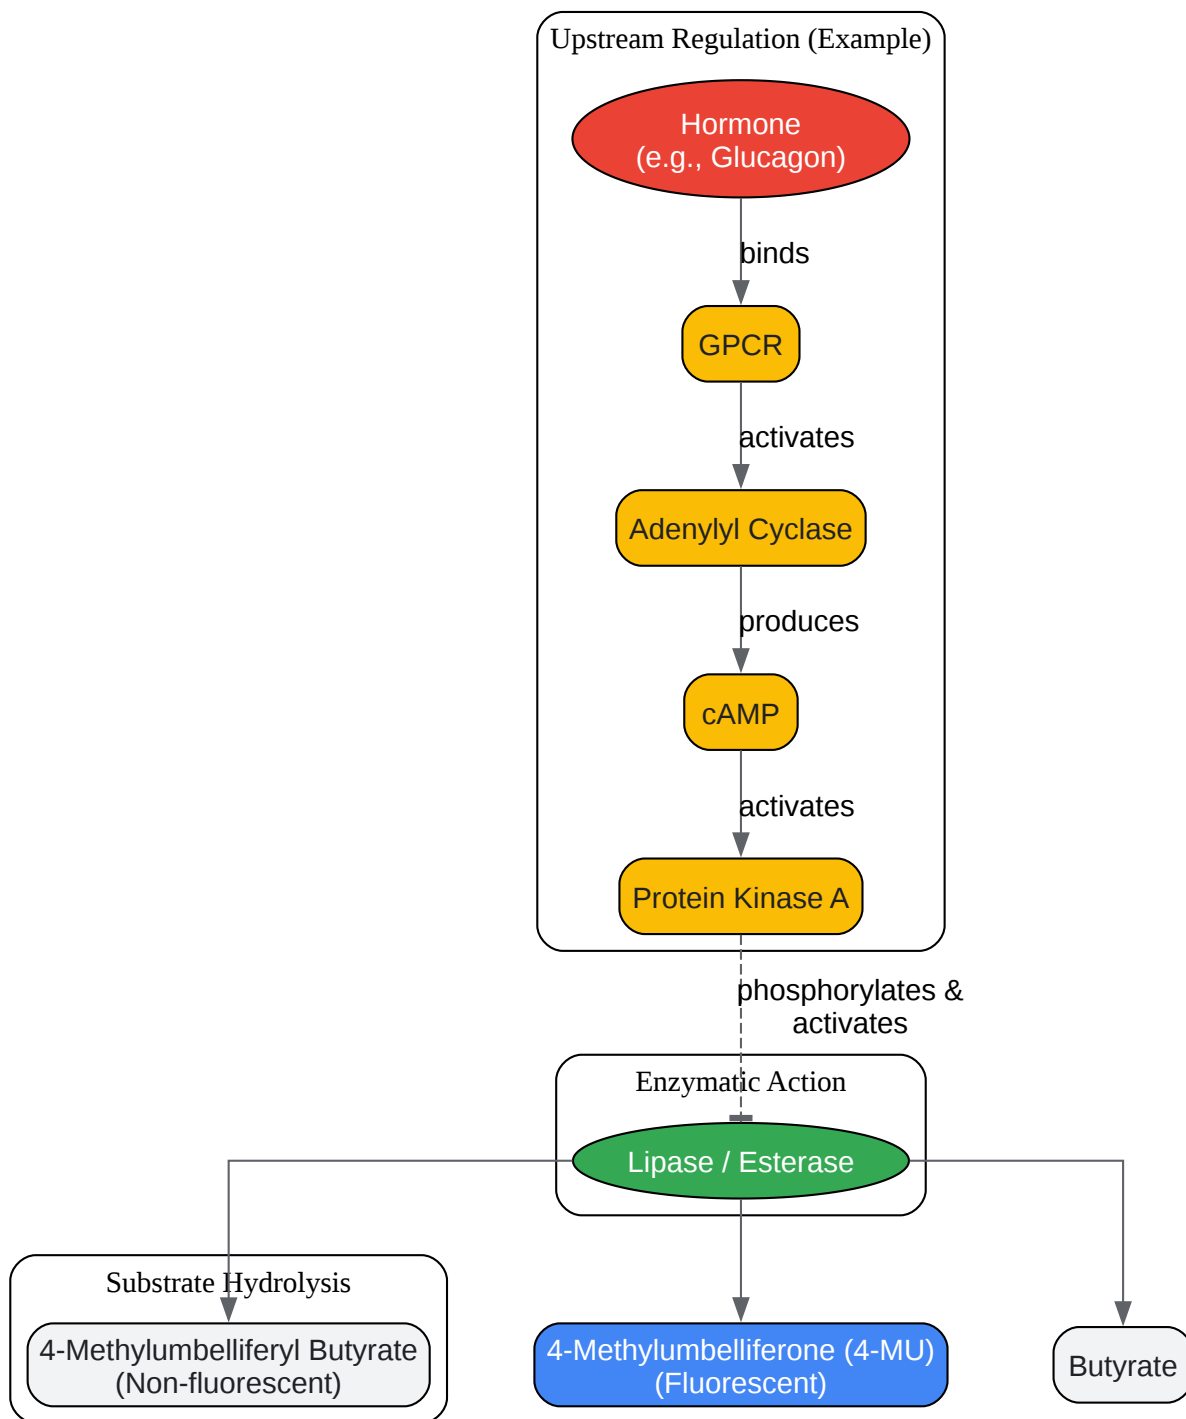 Upstream Regulation (Example)
Hormone
(e.g., Glucagon)
binds
GPCR
activates
Adenylyl Cyclase
produces
cAMP
activates
Protein Kinase A
phosphorylates &
activates
Enzymatic Action
Lipase / Esterase
Substrate Hydrolysis
4-Methylumbelliferyl Butyrate
(Non-fluorescent)
4-Methylumbelliferone (4-MU)
(Fluorescent)
Butyrate